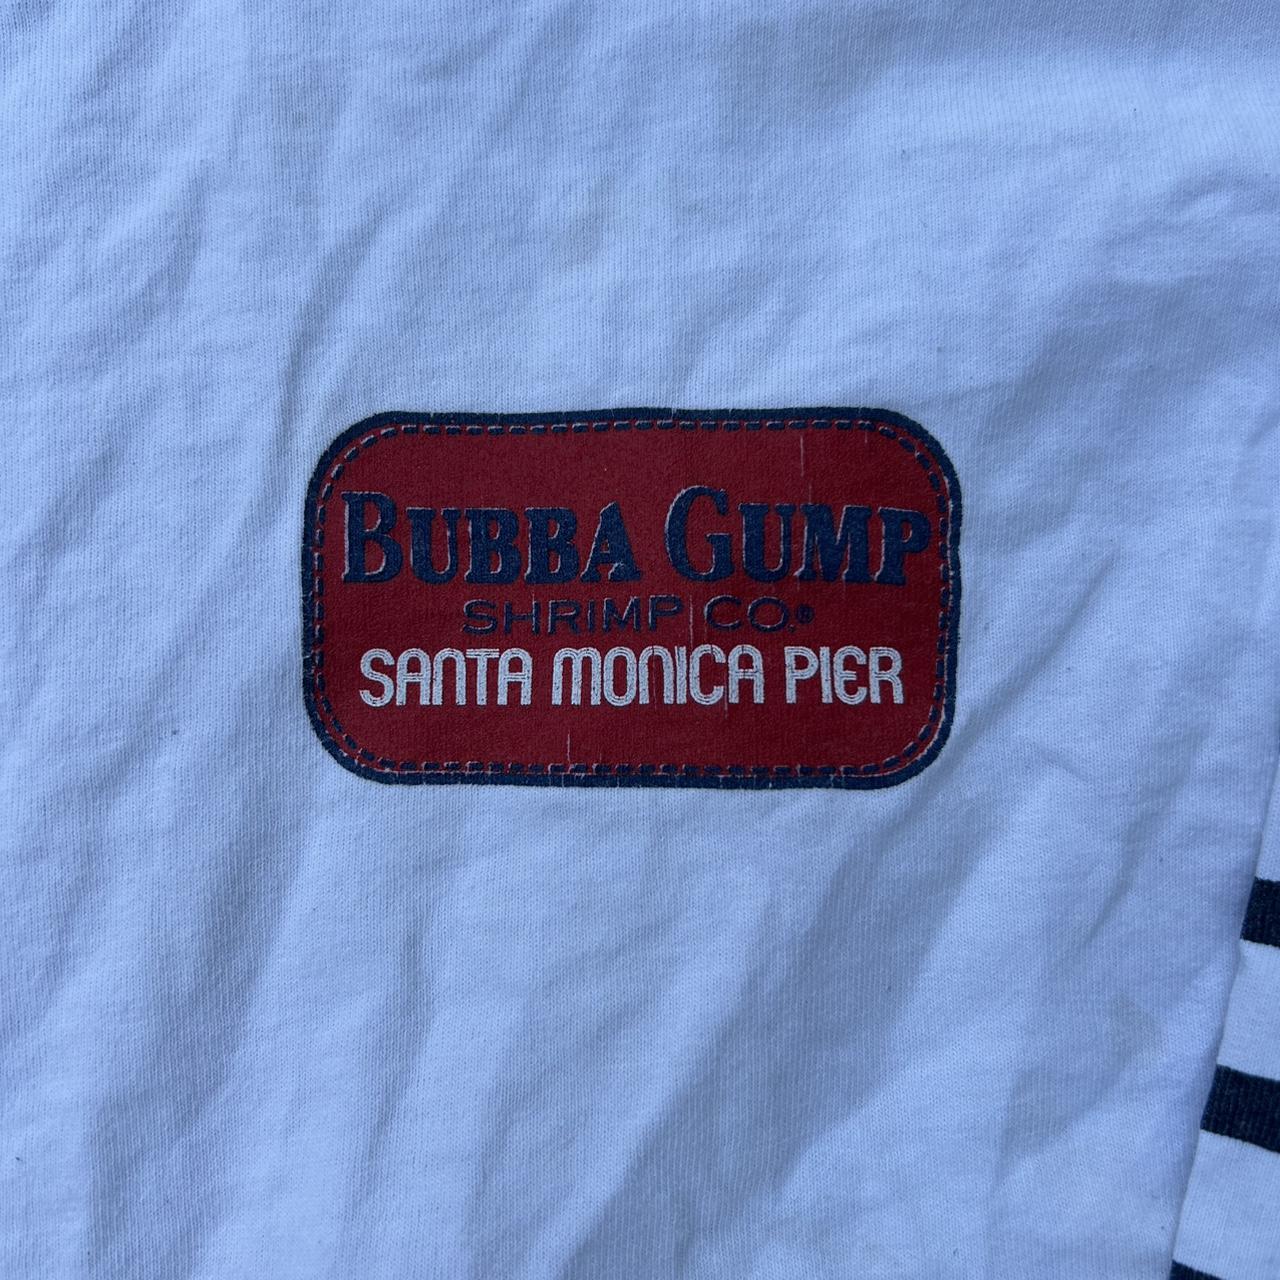 BUBBA GUMP
SHRIMP CO.®
SANTA MONICA PIER